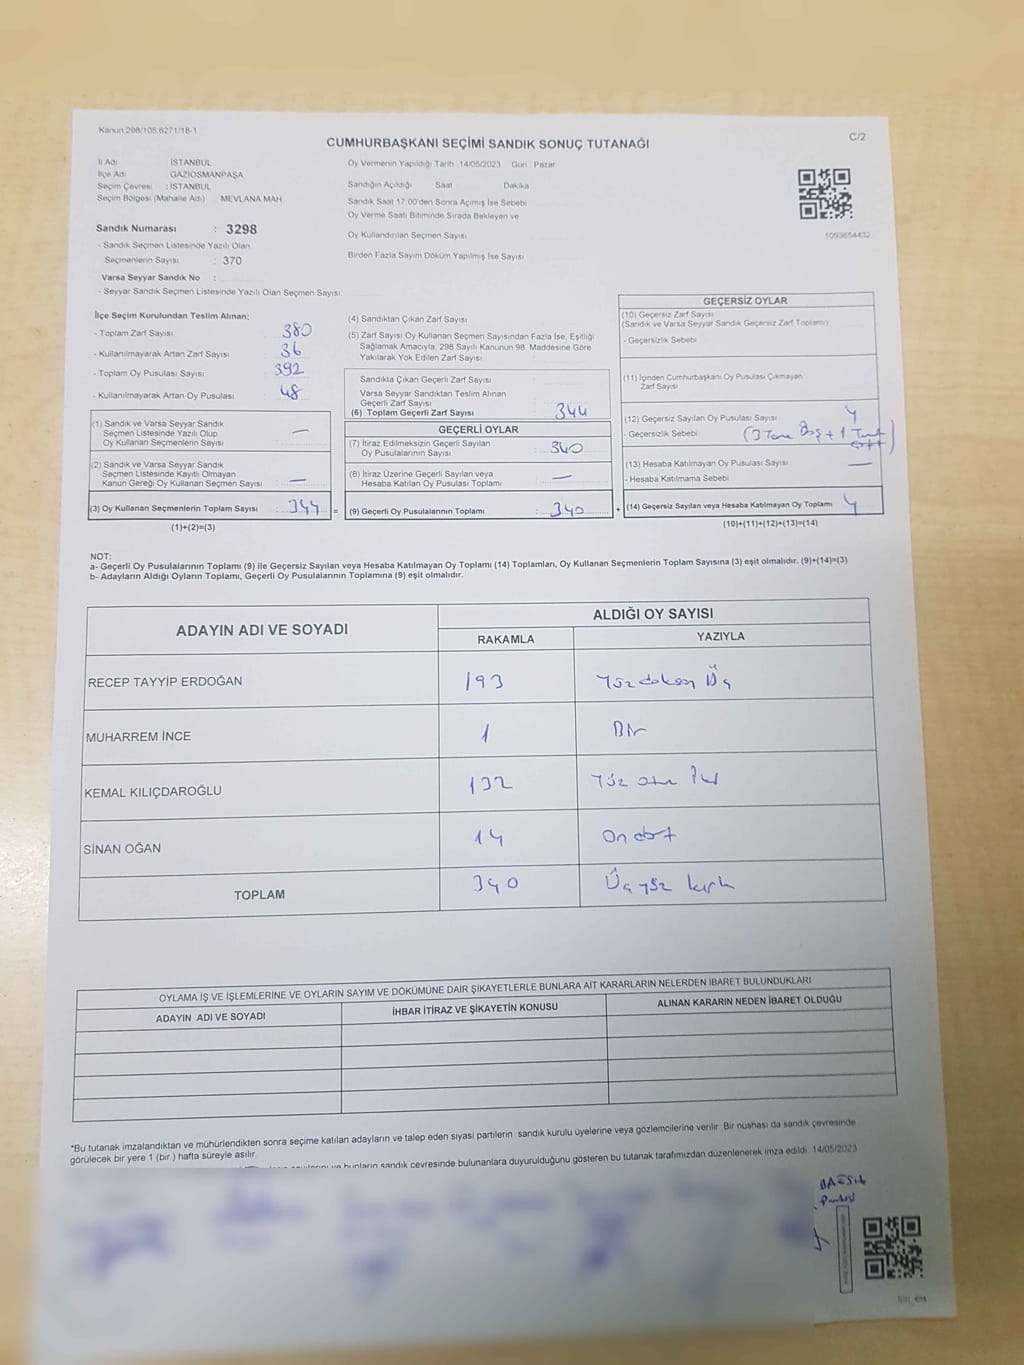 Kanun:298/105;6271/18-1
C/2
CUMHURBAŞKANI SEÇİMİ SANDIK SONUÇ TUTANAĞI
İl Adı İSTANBUL
İlçe Adı GAZİOSMANPAŞA
Seçim Çevresi : İSTANBUL
Seçim Bölgesi (Mahalle Adı) MEVLANA MAH
Sandık Numarası : 3298
- Sandık Seçmen Listesinde Yazılı Olan
Seçmenlerin Sayısı : 370
Varsa Seyyar Sandık No :
- Seyyar Sandık Seçmen Listesinde Yazılı Olan Seçmen Sayısı
Oy Vermenin Yapıldığı Tarih :14/05/2023 Gün : Pazar
Sandığın Açıldığı Saat Dakika
Sandık Saat 17:00'den Sonra Açımış İse Sebebi
Oy Verme Saati Bitiminde Sırada Bekleyen ve
Oy Kullandırılan Seçmen Sayısı
Birden Fazla Sayım Döküm Yapılmış İse Sayısı
1093654432
İlçe Seçim Kurulundan Teslim Alınan;
- Toplam Zarf Sayısı 380
- Kullanılmayarak Artan Zarf Sayısı 36
- Toplam Oy Pusulası Sayısı 392
- Kullanılmayarak Artan Oy Pusulası 48
(1) Sandık ve Varsa Seyyar Sandık
Seçmen Listesinde Yazılı Olup
Oy Kullanan Seçmenlerin Sayısı —
(2) Sandık ve Varsa Seyyar Sandık
Seçmen Listesinde Kayıtlı Olmayan
Kanun Gereği Oy Kullanan Seçmen Sayısı —
(3) Oy Kullanan Seçmenlerin Toplam Sayısı : 344 =
(1)+(2)=(3)
(4) Sandıktan Çıkan Zarf Sayısı
(5) Zarf Sayısı Oy Kullanan Seçmen Sayısından Fazla İse, Eşitliği
Sağlamak Amacıyla, 298 Sayılı Kanunun 98. Maddesine Göre
Yakılarak Yok Edilen Zarf Sayısı
Sandıkta Çıkan Geçerli Zarf Sayısı
Varsa Seyyar Sandıktan Teslim Alınan
Geçerli Zarf Sayısı
(6) Toplam Geçerli Zarf Sayısı 344
GEÇERLİ OYLAR
(7) İtiraz Edilmeksizin Geçerli Sayılan
Oy Pusulalarının Sayısı 340
(8) İtiraz Üzerine Geçerli Sayılan veya
Hesaba Katılan Oy Pusulası Toplamı —
(9) Geçerli Oy Pusulalarının Toplamı : 340 +
GEÇERSİZ OYLAR
(10) Geçersiz Zarf Sayısı
(Sandık ve Varsa Seyyar Sandık Geçersiz Zarf Toplamı)
- Geçersizlik Sebebi
(11) İçinden Cumhurbaşkanı Oy Pusulası Çıkmayan
Zarf Sayısı
(12) Geçersiz Sayılan Oy Pusulası Sayısı 4
- Geçersizlik Sebebi (3 Tane Boş + 1
(13) Hesaba Katılmayan Oy Pusulası Sayısı —
- Hesaba Katılmama Sebebi
(14) Geçersiz Sayılan veya Hesaba Katılmayan Oy Toplamı 4
(10)+(11)+(12)+(13)=(14)
NOT:
a- Geçerli Oy Pusulalarının Toplamı (9) ile Geçersiz Sayılan veya Hesaba Katılmayan Oy Toplamı (14) Toplamları, Oy Kullanan Seçmenlerin Toplam Sayısına (3) eşit olmalıdır. (9)+(14)=(3)
b- Adayların Aldığı Oyların Toplamı, Geçerli Oy Pusulalarının Toplamına (9) eşit olmalıdır.
ADAYIN ADI VE SOYADI
ALDIĞI OY SAYISI
RAKAMLA YAZIYLA
RECEP TAYYİP ERDOĞAN 193 Yüzdoksan Üç
MUHARREM İNCE 1 Bir
KEMAL KILIÇDAROĞLU 132 Yüz otuz İki
SİNAN OĞAN 14 On dört
TOPLAM 340 Üç yüz kırk
OYLAMA İŞ VE İŞLEMLERİNE VE OYLARIN SAYIM VE DÖKÜMÜNE DAİR ŞİKAYETLERLE BUNLARA AİT KARARLARIN NELERDEN İBARET BULUNDUKLARI
ADAYIN ADI VE SOYADI İHBAR İTİRAZ VE ŞİKAYETİN KONUSU ALINAN KARARIN NEDEN İBARET OLDUĞU
*Bu tutanak imzalandıktan ve mühürlendikten sonra seçime katılan adayların ve talep eden siyasi partilerin sandık kurulu üyelerine veya gözlemcilerine verilir. Bir nüshası da sandık çevresinde
görülecek bir yere 1 (bir ) hafta süreyle asılır.
bunların sandık çevresinde bulunanlara duyurulduğunu gösteren bu tutanak tarafımızdan düzenlenerek imza edildi. 14/05/2023